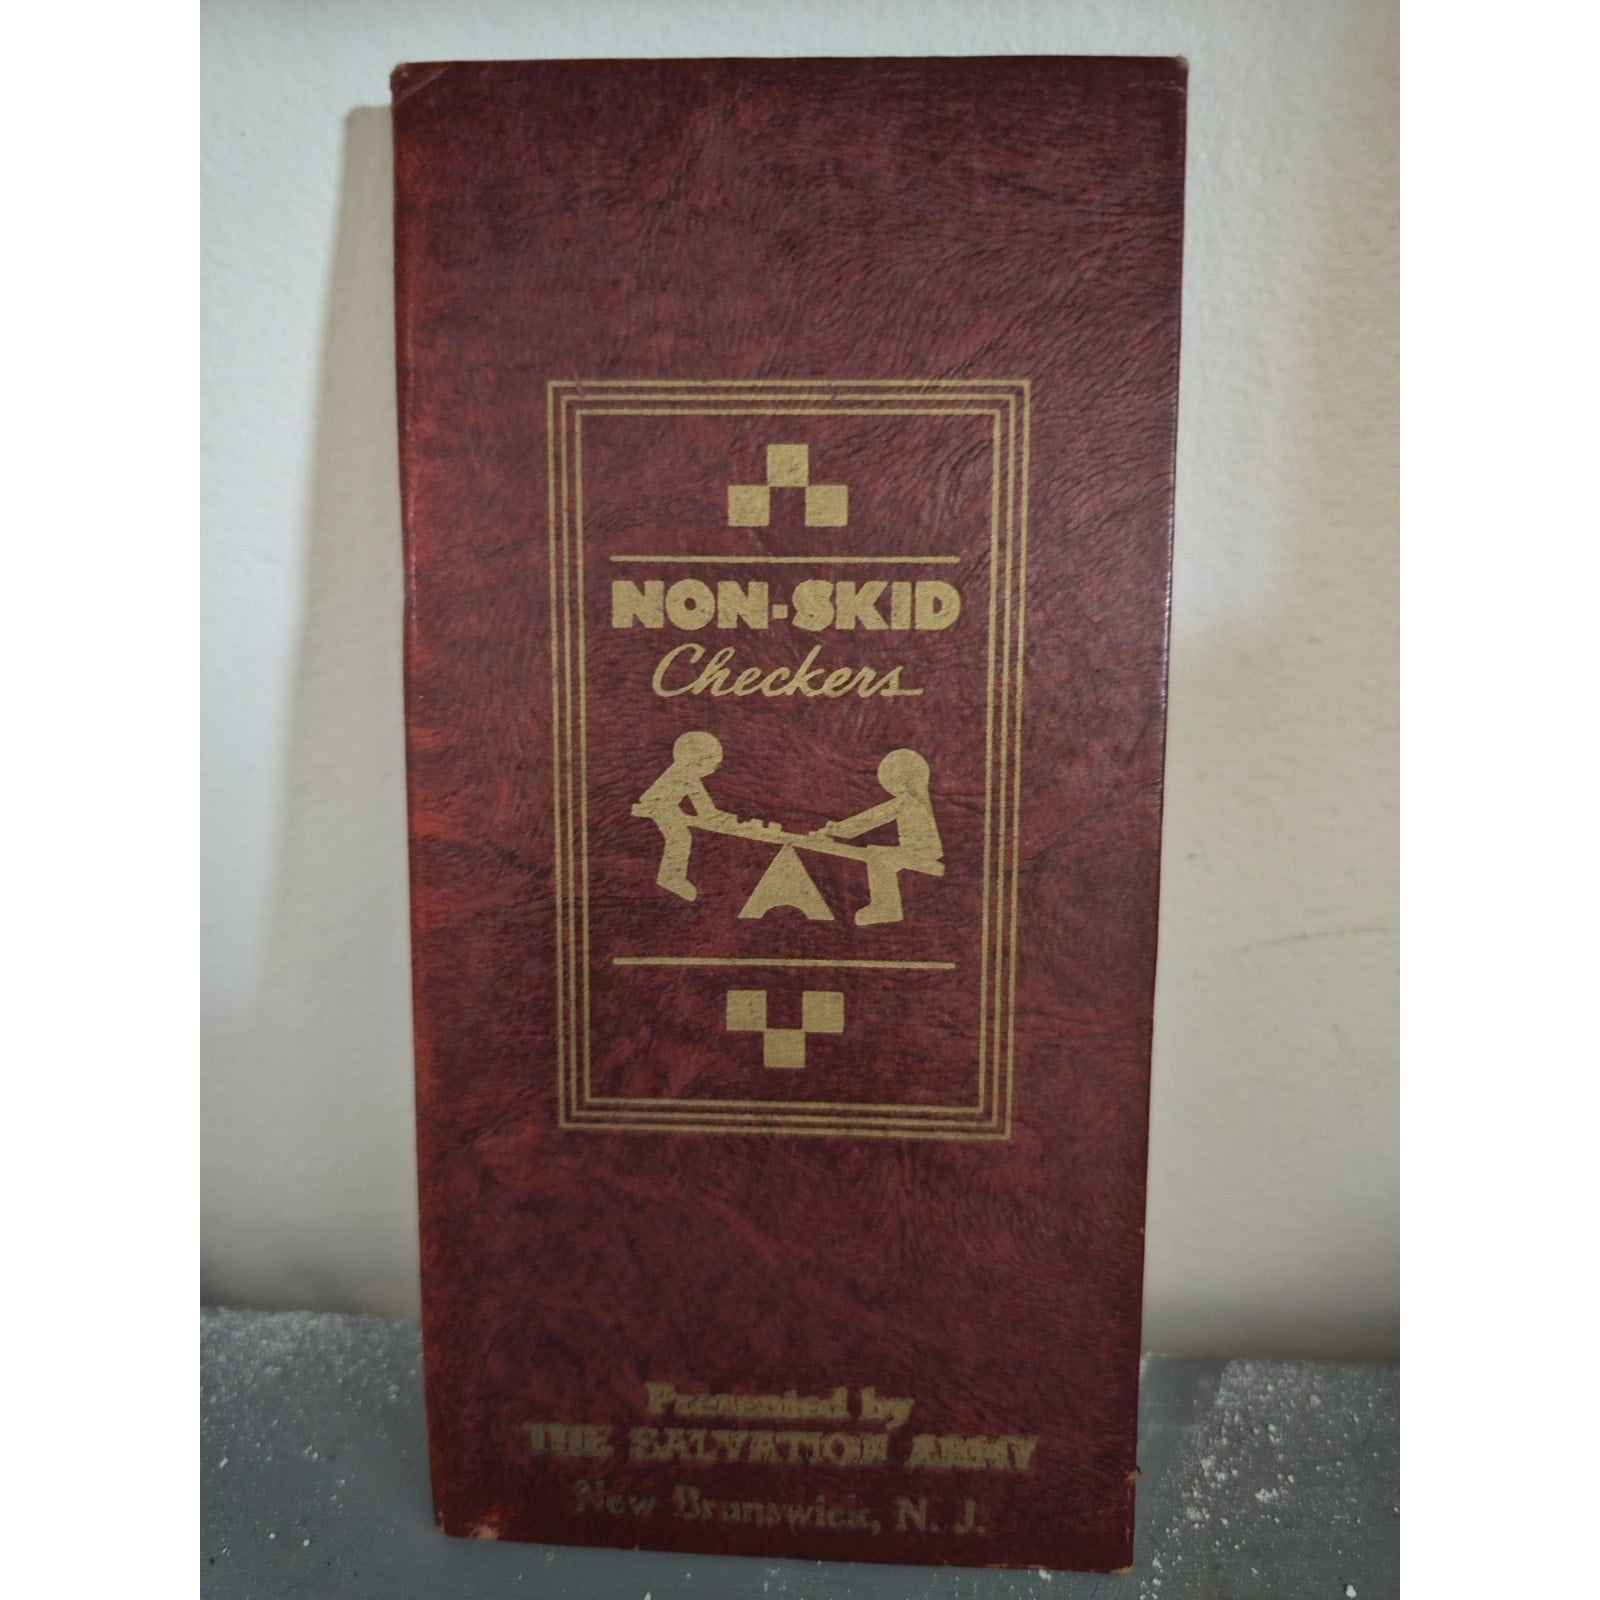 NON-SKID
Checkers
Presented by
THE SALVATION ARMY
New Brunswick, N. J.